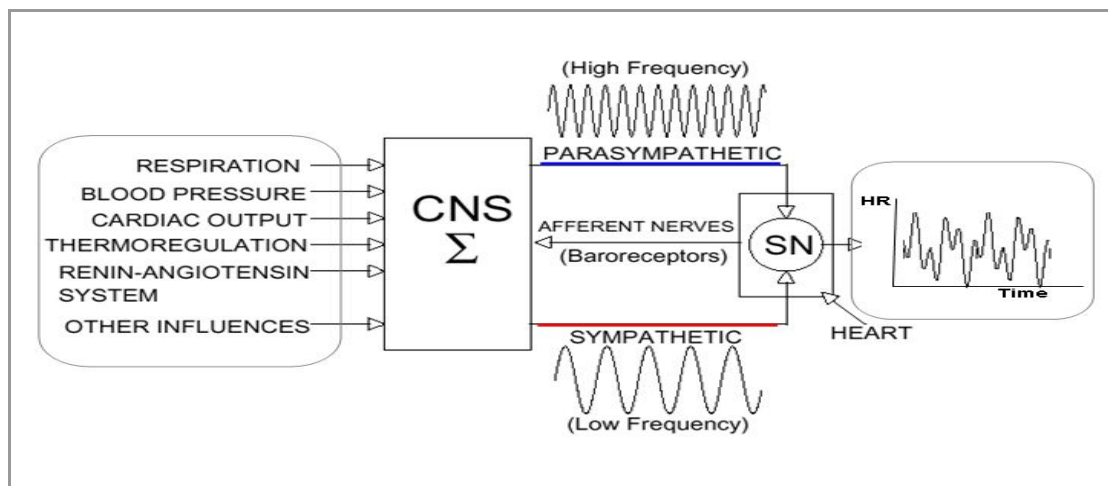 (High Frequency)
PARASYMPATHETIC
RESPIRATION
BLOOD PRESSURE
CARDIAC OUTPUT
THERMOREGULATION
RENIN-ANGIOTENSIN
SYSTEM
OTHER INFLUENCES
CNS
Σ
AFFERENT NERVES
(Baroreceptors)
SN
HEART
SYMPATHETIC
(Low Frequency)
HR
Time